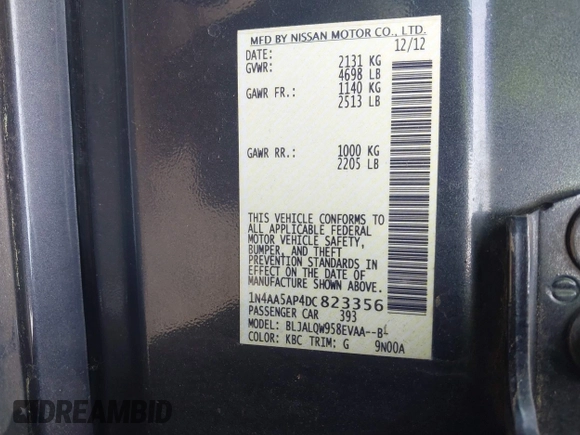 MFD BY NISSAN MOTOR CO., LTD.
DATE: 12/12
GVWR: 2131 KG
4698 LB
GAWR FR.: 1140 KG
2513 LB
GAWR RR.: 1000 KG
2205 LB
THIS VEHICLE CONFORMS TO
ALL APPLICABLE FEDERAL
MOTOR VEHICLE SAFETY,
BUMPER, AND THEFT
PREVENTION STANDARDS IN
EFFECT ON THE DATE OF
MANUFACTURE SHOWN ABOVE.
1N4AA5AP4DC823356
PASSENGER CAR 393
MODEL: BLJALQW958EVAA--B-
COLOR: KBC TRIM: G 9N00A
DREAMBID